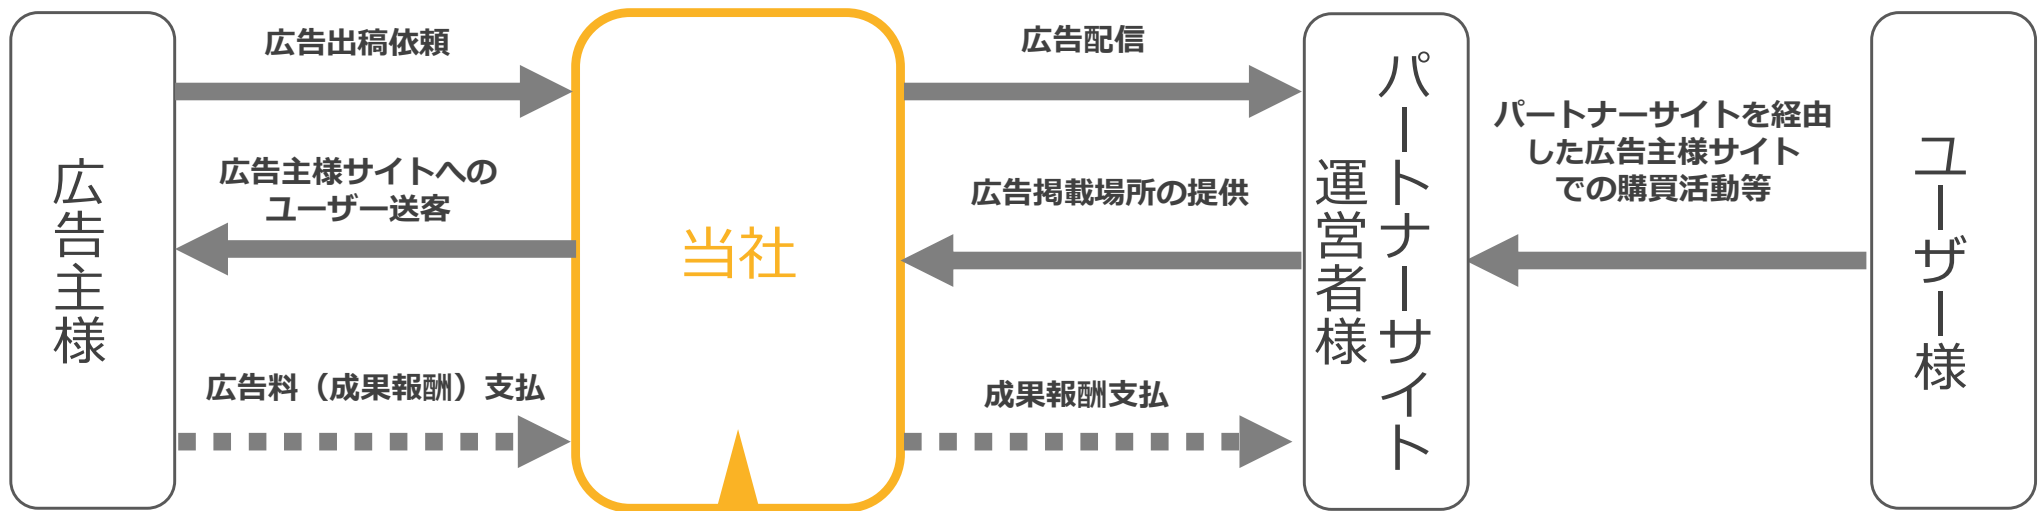 広告主様
広告出稿依頼
広告主様サイトへの
ユーザー送客
広告料（成果報酬）支払
当社
広告配信
広告掲載場所の提供
成果報酬支払
パートナーサイト
運営者様
パートナーサイトを経由
した広告主様サイト
での購買活動等
ユーザー様